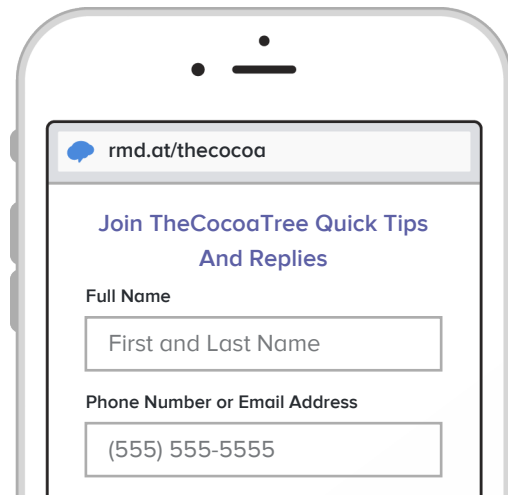 rmd.at/thecocoa
Join TheCocoaTree Quick Tips
And Replies
Full Name
First and Last Name
Phone Number or Email Address
(555) 555-5555